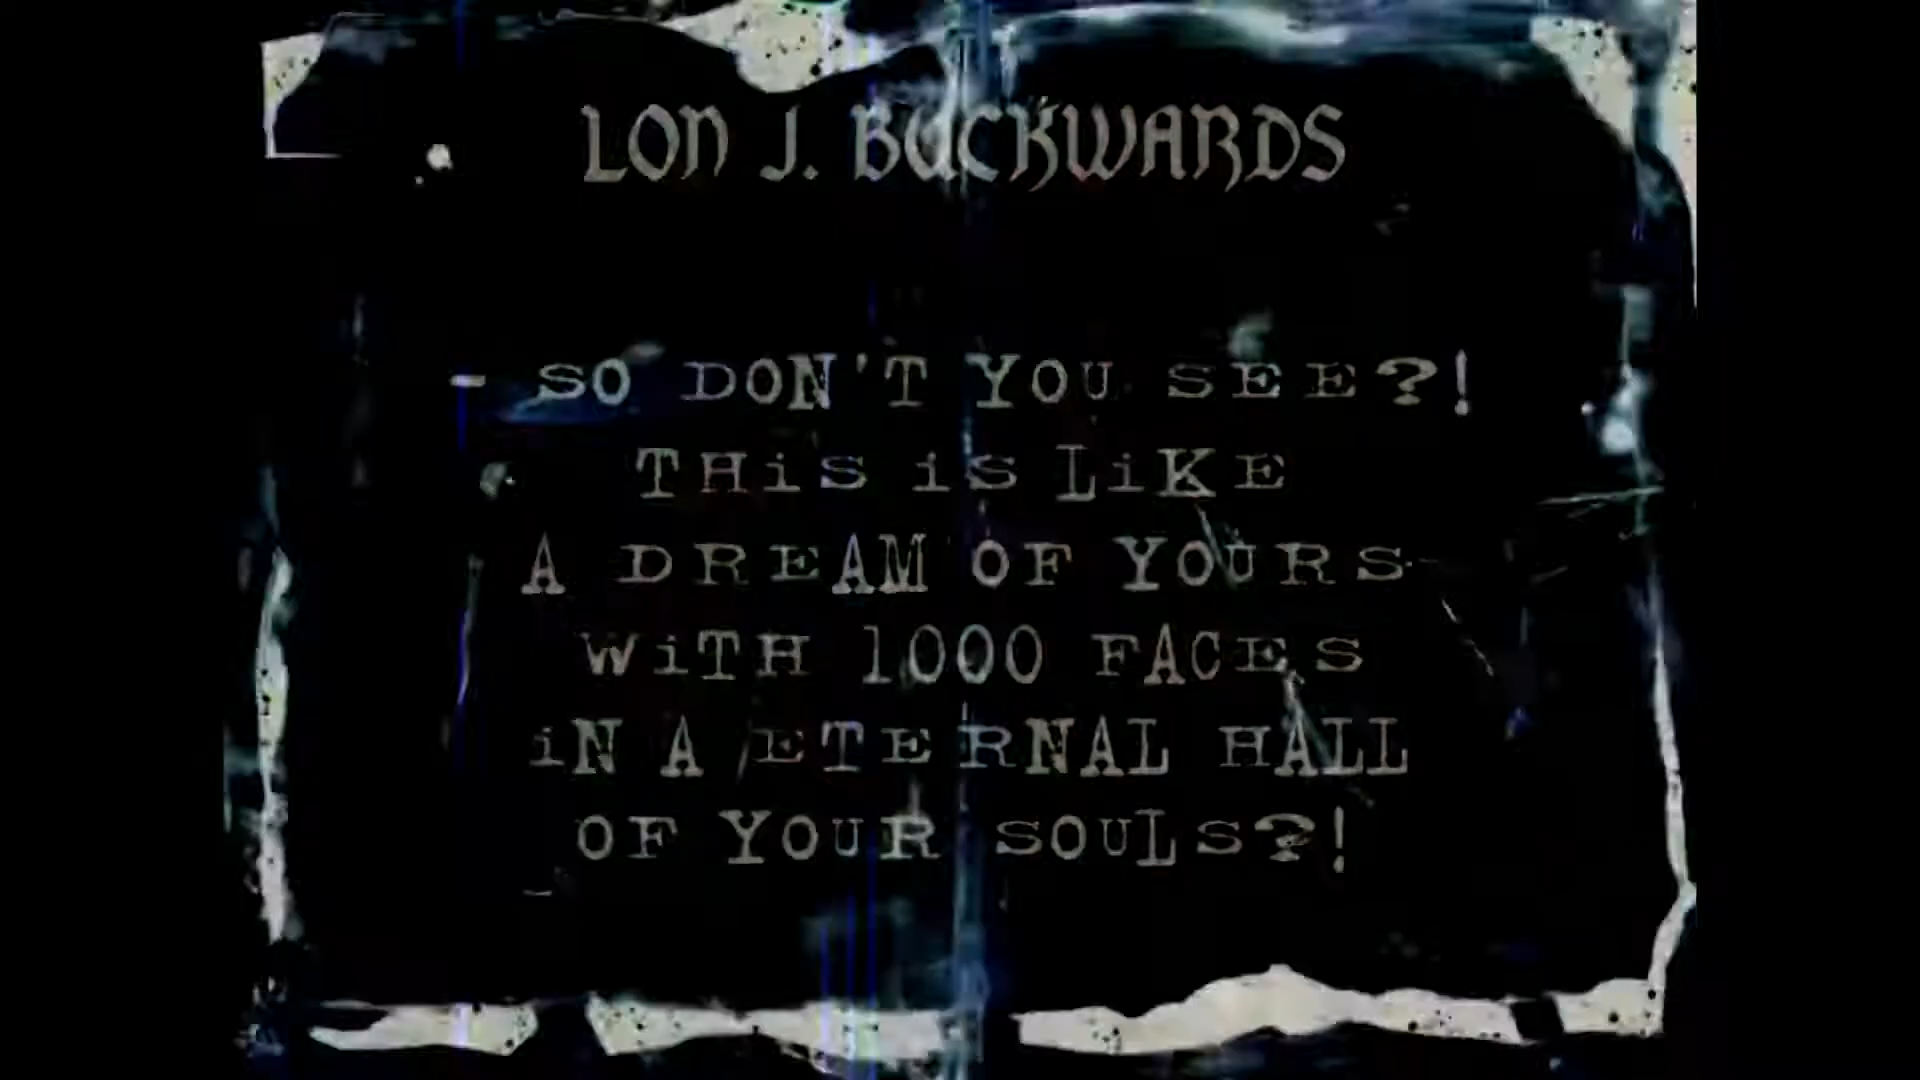 LON J. BUCKWARDS
- SO DON'T YOU SEE?!
THiS iS LiKE
A DREAM OF YOURS
WiTH 1000 FACES
iN A ETERNAL HALL
OF YOUR SOULS?!